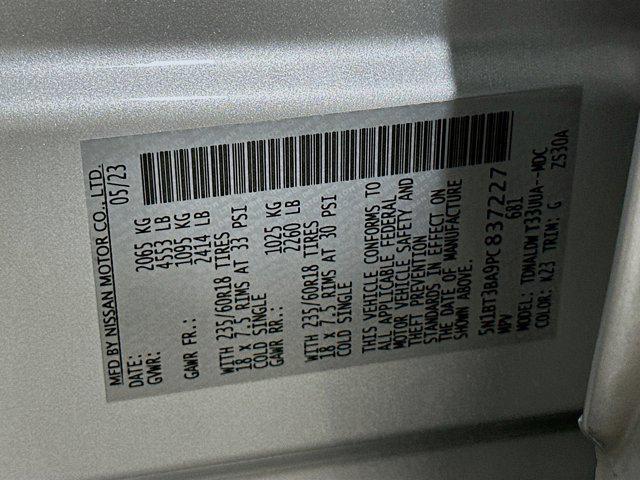 MFD BY NISSAN MOTOR CO., LTD.
DATE: 05/23
GVWR: 2065 KG
4553 LB
GAWR FR.: 1095 KG
2414 LB
WITH 235/60R18 TIRES
18 x 7.5 RIMS AT 33 PSI
COLD SINGLE
GAWR RR.: 1025 KG
2260 LB
WITH 235/60R18 TIRES
18 x 7.5 RIMS AT 30 PSI
COLD SINGLE
THIS VEHICLE CONFORMS TO
ALL APPLICABLE FEDERAL
MOTOR VEHICLE SAFETY AND
THEFT PREVENTION
STANDARDS IN EFFECT ON
THE DATE OF MANUFACTURE
SHOWN ABOVE.
5N1BT3BA9PC837227
MPV 6B1
MODEL: TDMALDW T33UUA--MDC
COLOR: K23 TRIM: G ZS30A